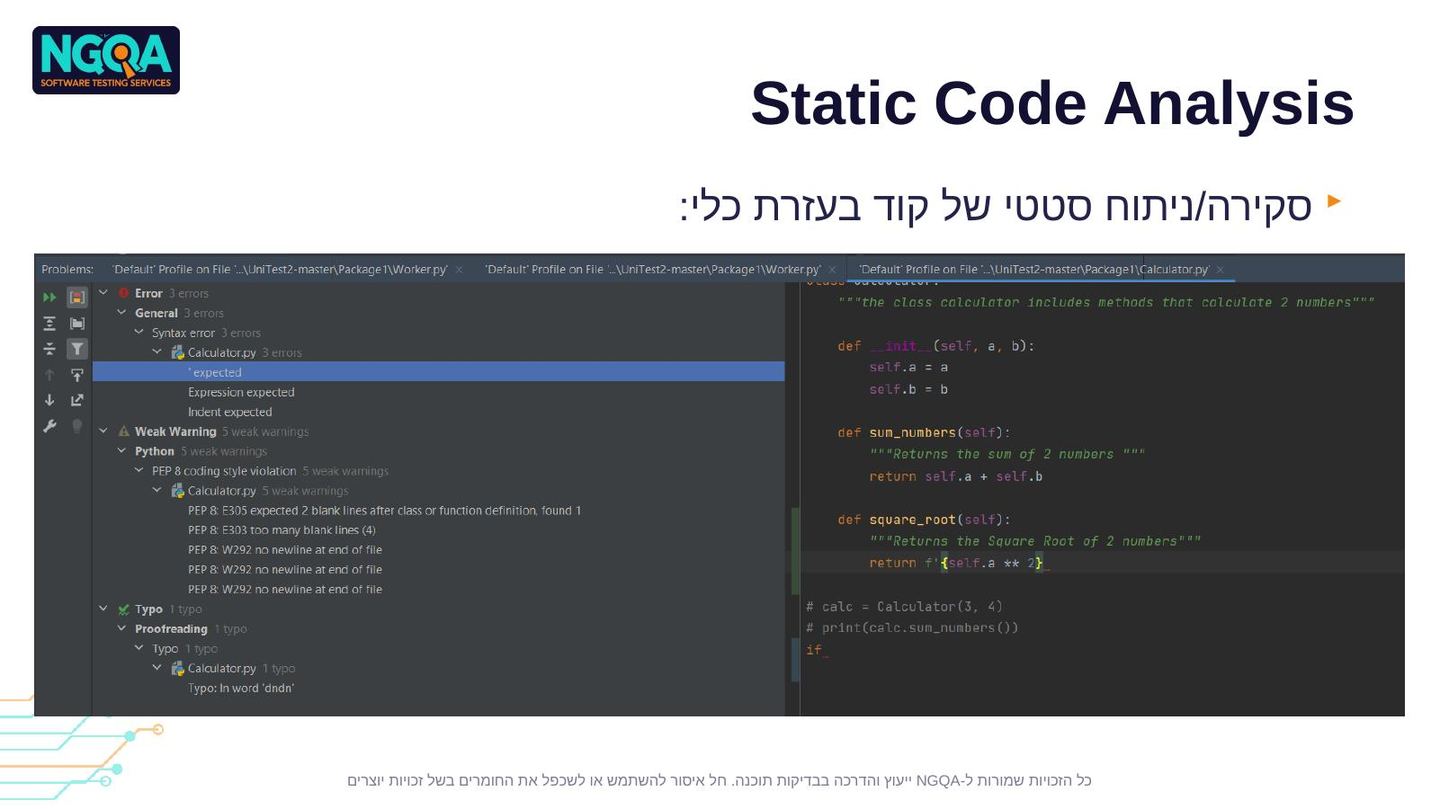 NGQA
SOFTWARE TESTING SERVICES
Static Code Analysis
סקירה/ניתוח סטטי של קוד בעזרת כלי:
Problems: 'Default' Profile on File '...\UniTest2-master\Package1\Worker.py' × 'Default' Profile on File '...\UniTest2-master\Package1\Worker.py' × 'Default' Profile on File '...\UniTest2-master\Package1\Calculator.py' ×
Error 3 errors
General 3 errors
Syntax error 3 errors
Calculator.py 3 errors
' expected
Expression expected
Indent expected
Weak Warning 5 weak warnings
Python 5 weak warnings
PEP 8 coding style violation 5 weak warnings
Calculator.py 5 weak warnings
PEP 8: E305 expected 2 blank lines after class or function definition, found 1
PEP 8: E303 too many blank lines (4)
PEP 8: W292 no newline at end of file
PEP 8: W292 no newline at end of file
PEP 8: W292 no newline at end of file
Typo 1 typo
Proofreading 1 typo
Typo 1 typo
Calculator.py 1 typo
Typo: In word 'dndn'
"""the class calculator includes methods that calculate 2 numbers"""
def __init__(self, a, b):
self.a = a
self.b = b
def sum_numbers(self):
"""Returns the sum of 2 numbers """
return self.a + self.b
def square_root(self):
"""Returns the Square Root of 2 numbers"""
return f'{self.a ** 2}
# calc = Calculator(3, 4)
# print(calc.sum_numbers())
if
כל הזכויות שמורות ל-NGQA ייעוץ והדרכה בבדיקות תוכנה. חל איסור להשתמש או לשכפל את החומרים בשל זכויות יוצרים